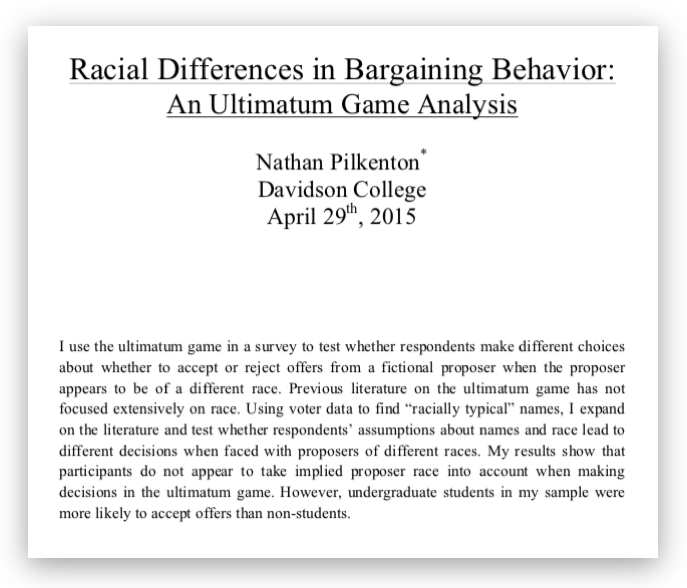 Racial Differences in Bargaining Behavior:
An Ultimatum Game Analysis
Nathan Pilkenton*
Davidson College
April 29th, 2015
I use the ultimatum game in a survey to test whether respondents make different choices
about whether to accept or reject offers from a fictional proposer when the proposer
appears to be of a different race. Previous literature on the ultimatum game has not
focused extensively on race. Using voter data to find “racially typical” names, I expand
on the literature and test whether respondents’ assumptions about names and race lead to
different decisions when faced with proposers of different races. My results show that
participants do not appear to take implied proposer race into account when making
decisions in the ultimatum game. However, undergraduate students in my sample were
more likely to accept offers than non-students.